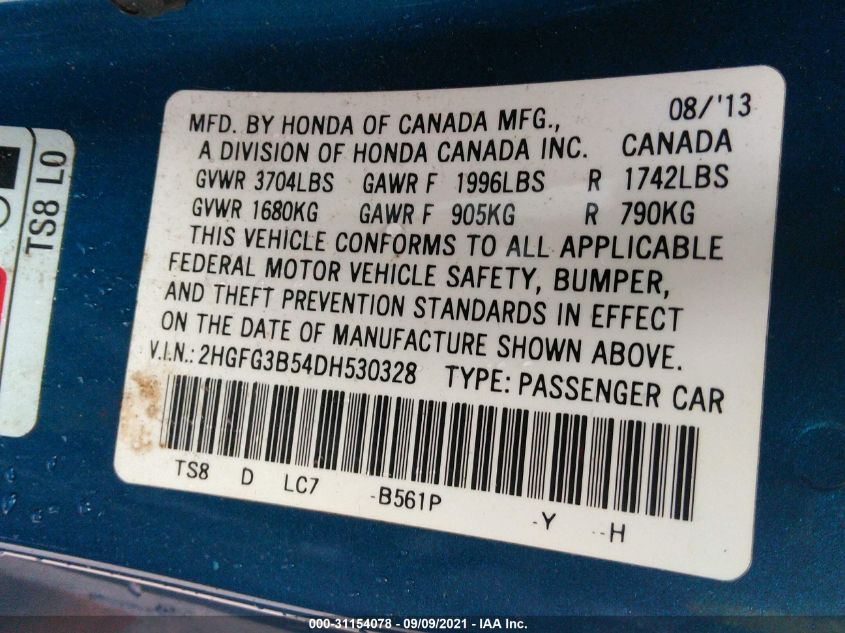 08/'13
MFD. BY HONDA OF CANADA MFG.,
A DIVISION OF HONDA CANADA INC. CANADA
GVWR 3704LBS GAWR F 1996LBS R 1742LBS
GVWR 1680KG GAWR F 905KG R 790KG
THIS VEHICLE CONFORMS TO ALL APPLICABLE
FEDERAL MOTOR VEHICLE SAFETY, BUMPER,
AND THEFT PREVENTION STANDARDS IN EFFECT
ON THE DATE OF MANUFACTURE SHOWN ABOVE.
V.I.N.: 2HGFG3B54DH530328 TYPE: PASSENGER CAR
TS8 D LC7 -B561P -Y --H
TS8 L0
000-31154078 - 09/09/2021 - IAA Inc.